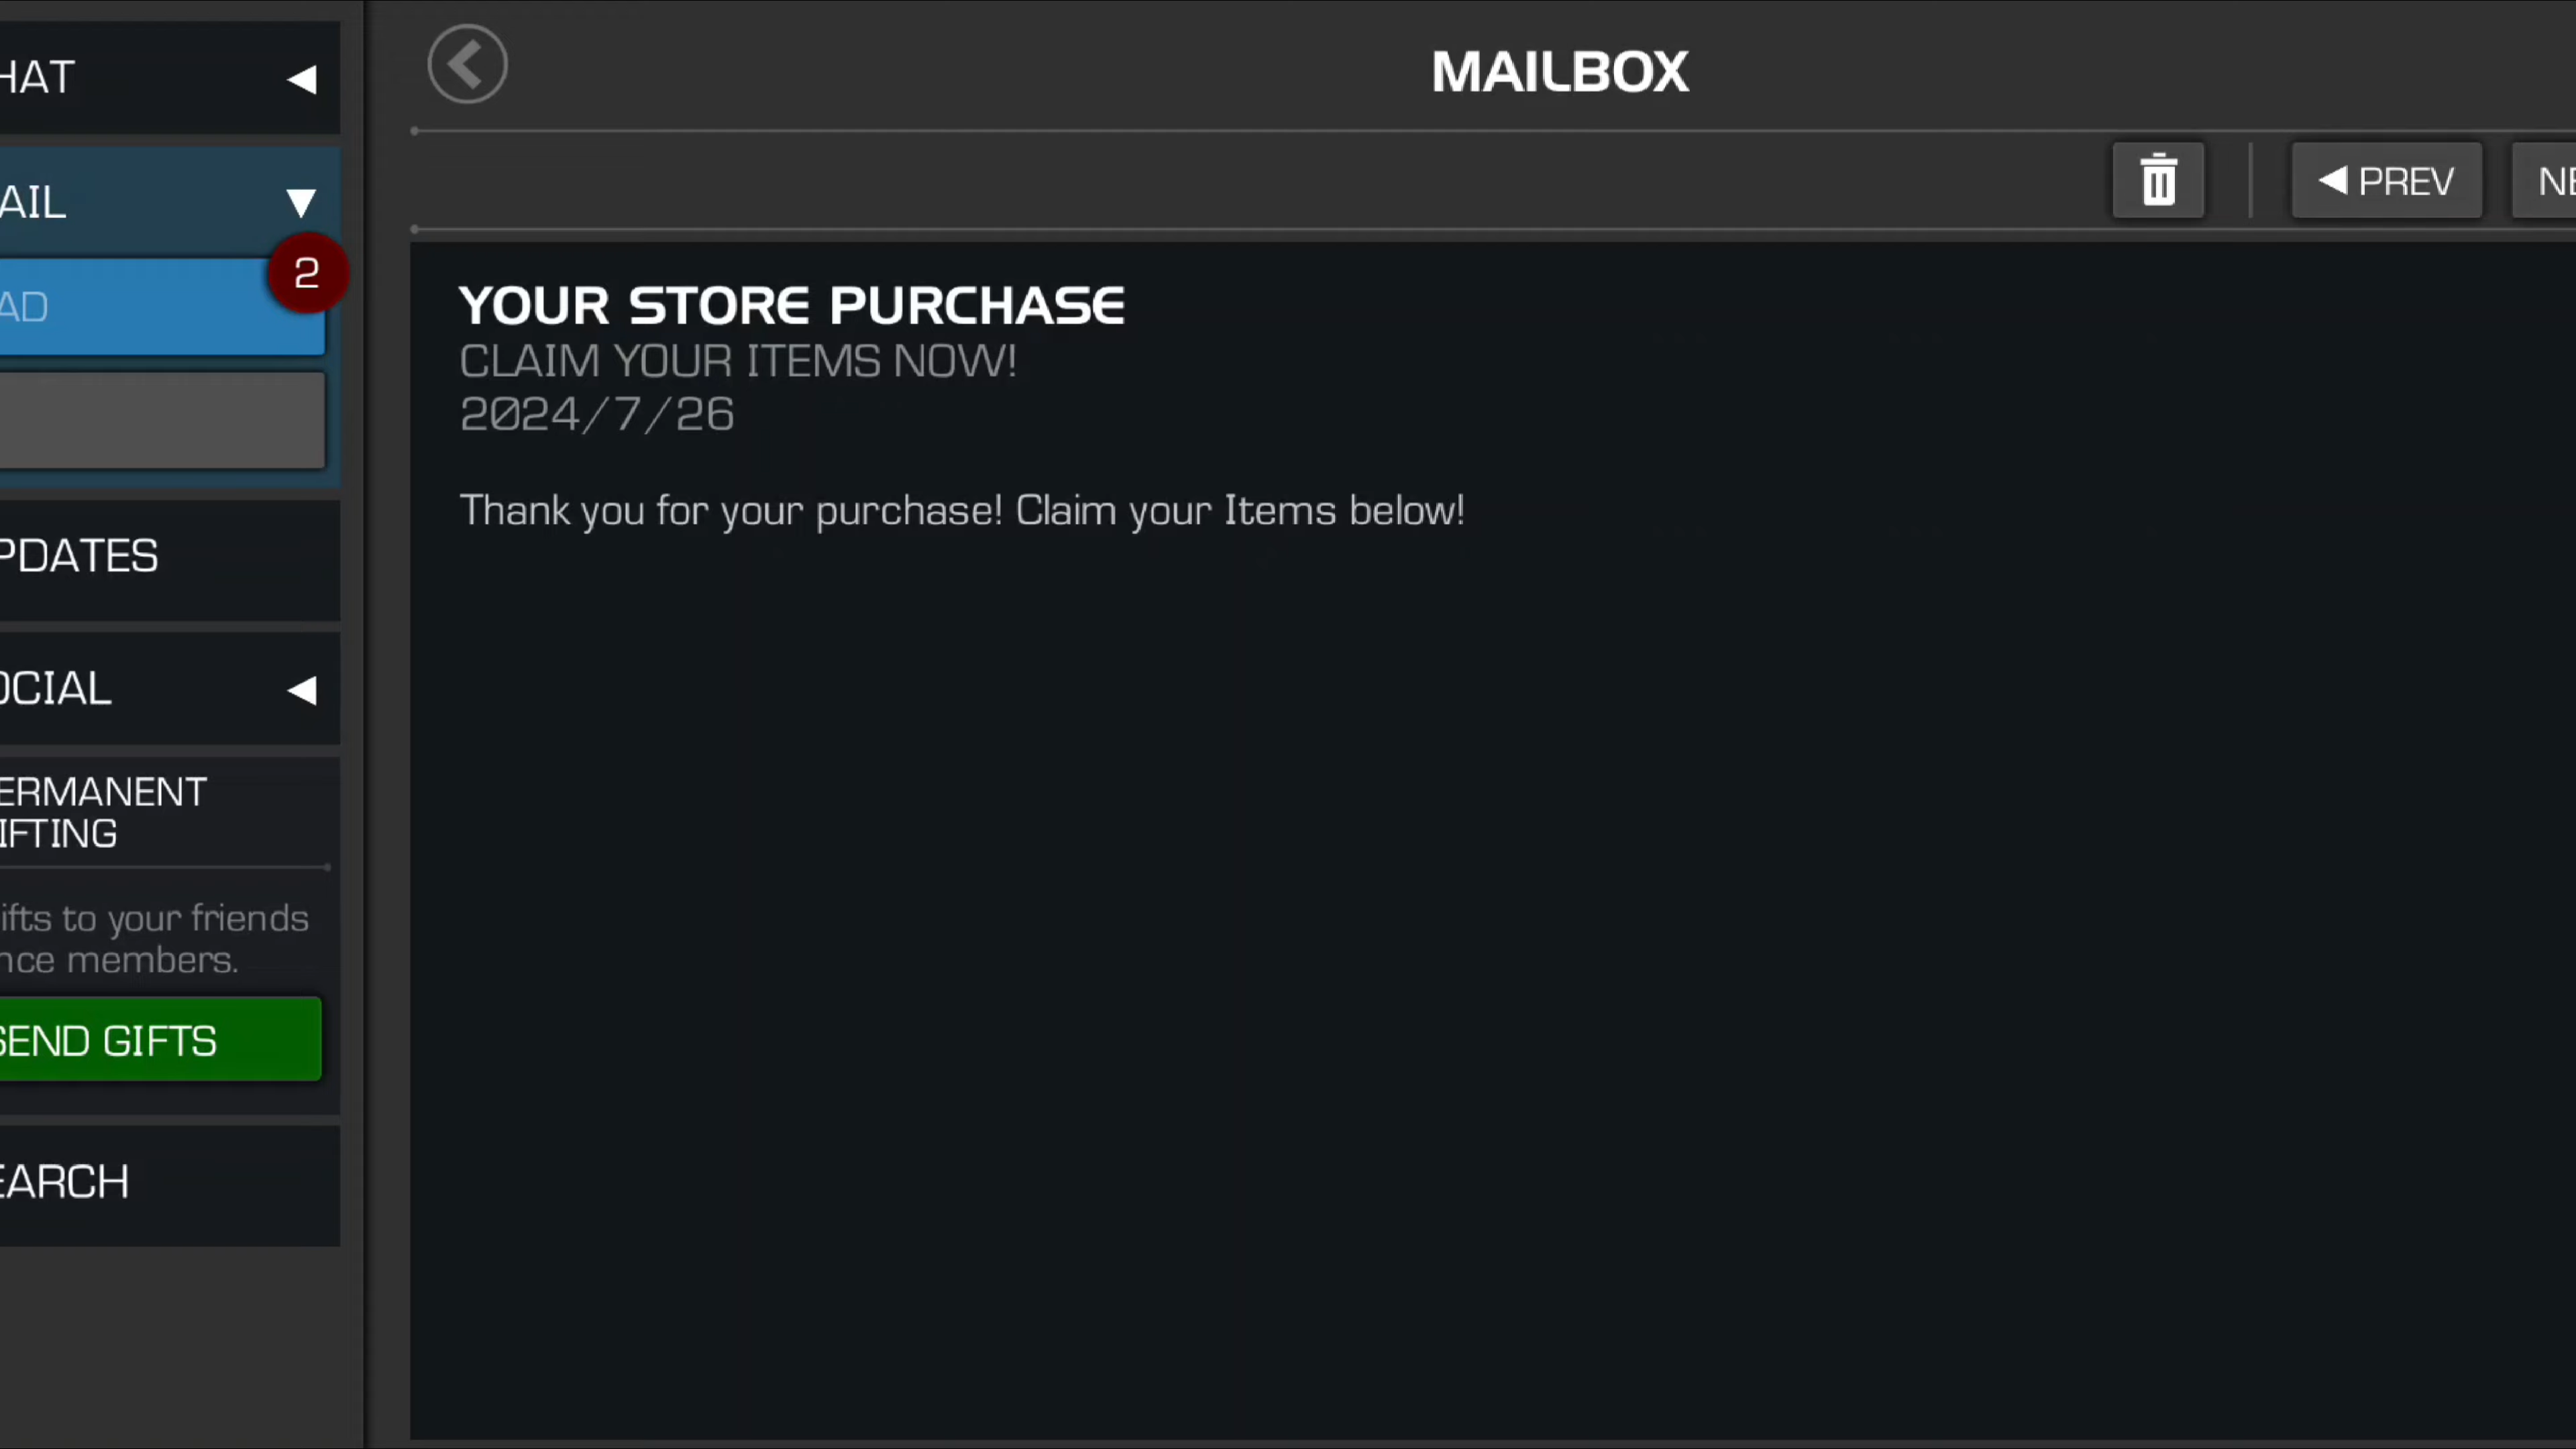 HAT
MAILBOX
AIL
PREV
NE
2
AD
YOUR STORE PURCHASE
CLAIM YOUR ITEMS NOW!
2024/7/26
Thank you for your purchase! Claim your Items below!
PDATES
OCIAL
ERMANENT
IFTING
ifts to your friends
nce members.
SEND GIFTS
EARCH